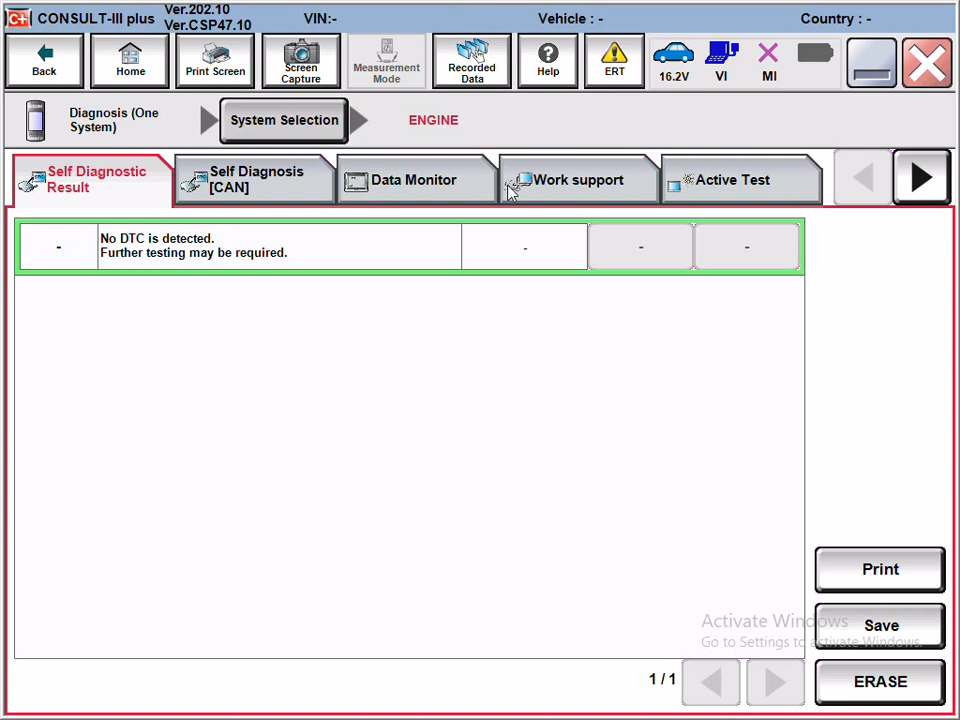 C+ CONSULT-III plus Ver.202.10
Ver.CSP47.10 VIN:- Vehicle : - Country : -
Back
Home
Print Screen
Screen
Capture
Measurement
Mode
Recorded
Data
Help
ERT
16.2V
VI
MI
Diagnosis (One
System)
System Selection
ENGINE
Self Diagnostic
Result
Self Diagnosis
[CAN]
Data Monitor
Work support
Active Test
-
No DTC is detected.
Further testing may be required.
-
-
-
Print
Activate Windows
Go to Settings to activate Windows.
Save
1 / 1
ERASE